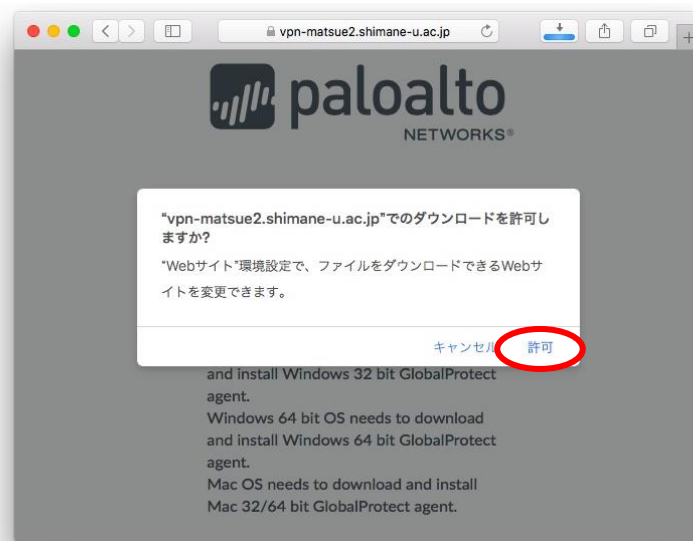 vpn-matsue2.shimane-u.ac.jp
paloalto
NETWORKS®
"vpn-matsue2.shimane-u.ac.jp"でのダウンロードを許可し
ますか?
"Webサイト"環境設定で、ファイルをダウンロードできるWebサ
イトを変更できます。
キャンセル 許可
and install Windows 32 bit GlobalProtect
agent.
Windows 64 bit OS needs to download
and install Windows 64 bit GlobalProtect
agent.
Mac OS needs to download and install
Mac 32/64 bit GlobalProtect agent.